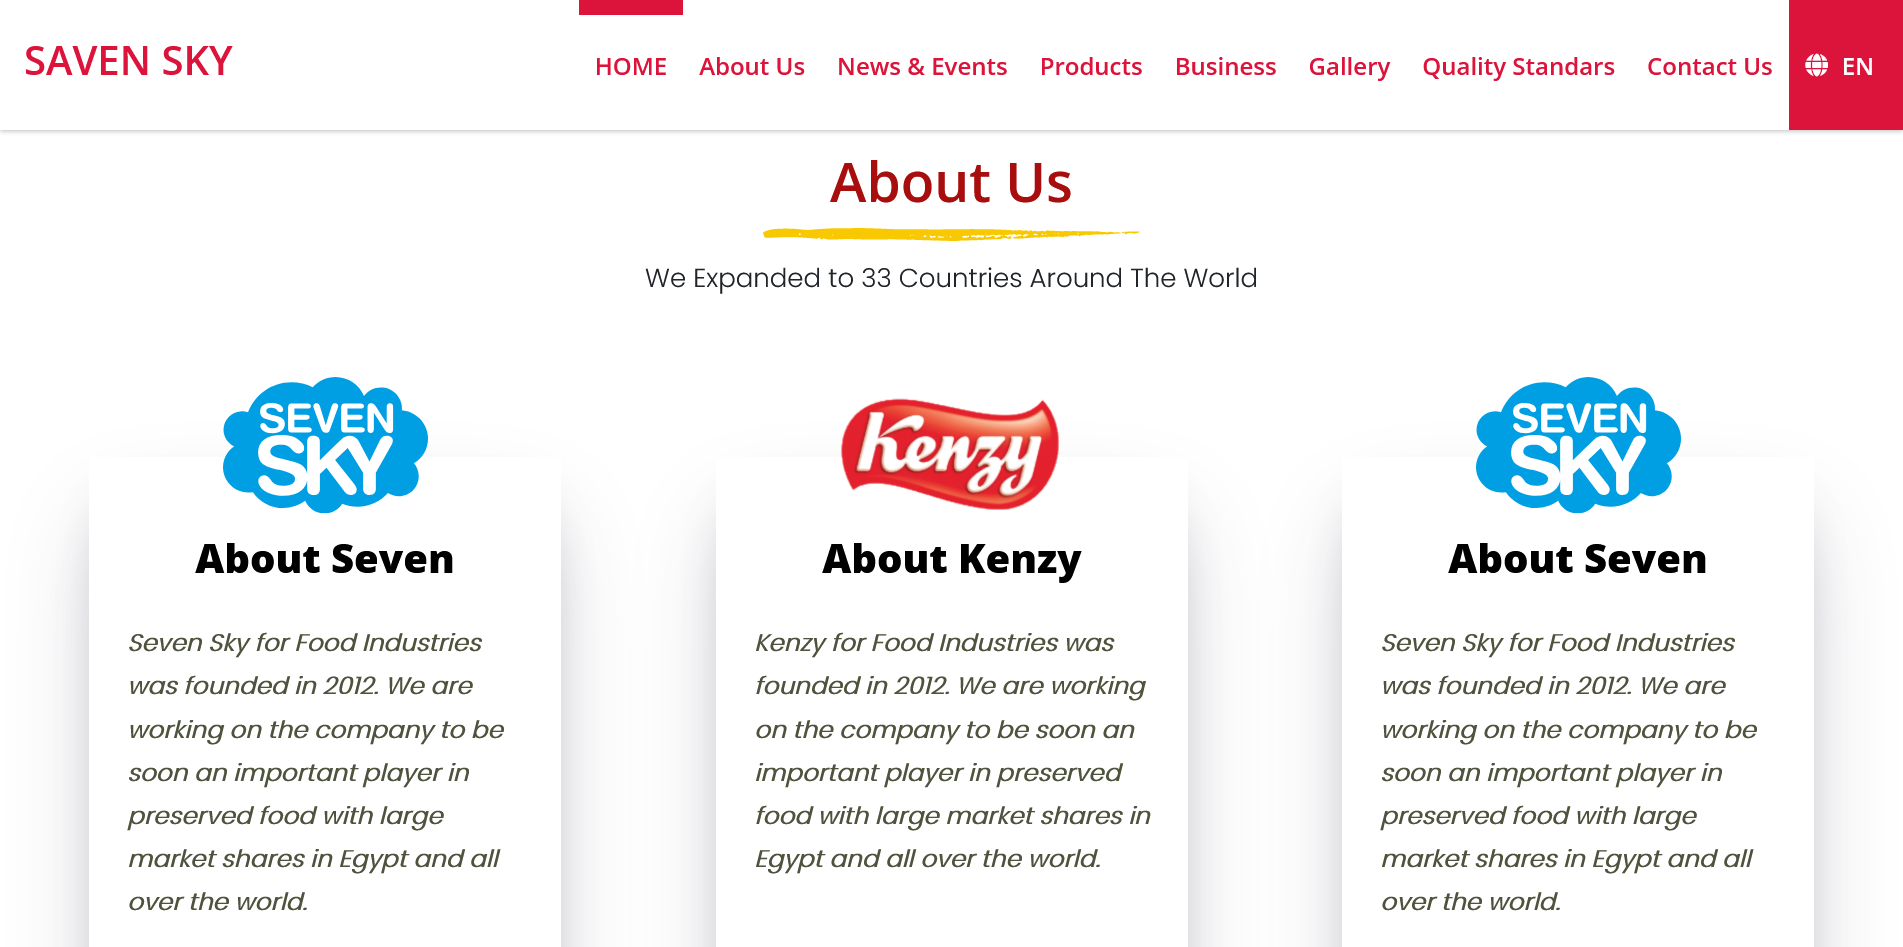 SAVEN SKY
HOME About Us News & Events Products Business Gallery Quality Standars Contact Us EN
About Us
We Expanded to 33 Countries Around The World
SEVEN
SKY
About Seven
Seven Sky for Food Industries
was founded in 2012. We are
working on the company to be
soon an important player in
preserved food with large
market shares in Egypt and all
over the world.
Kenzy
About Kenzy
Kenzy for Food Industries was
founded in 2012. We are working
on the company to be soon an
important player in preserved
food with large market shares in
Egypt and all over the world.
SEVEN
SKY
About Seven
Seven Sky for Food Industries
was founded in 2012. We are
working on the company to be
soon an important player in
preserved food with large
market shares in Egypt and all
over the world.